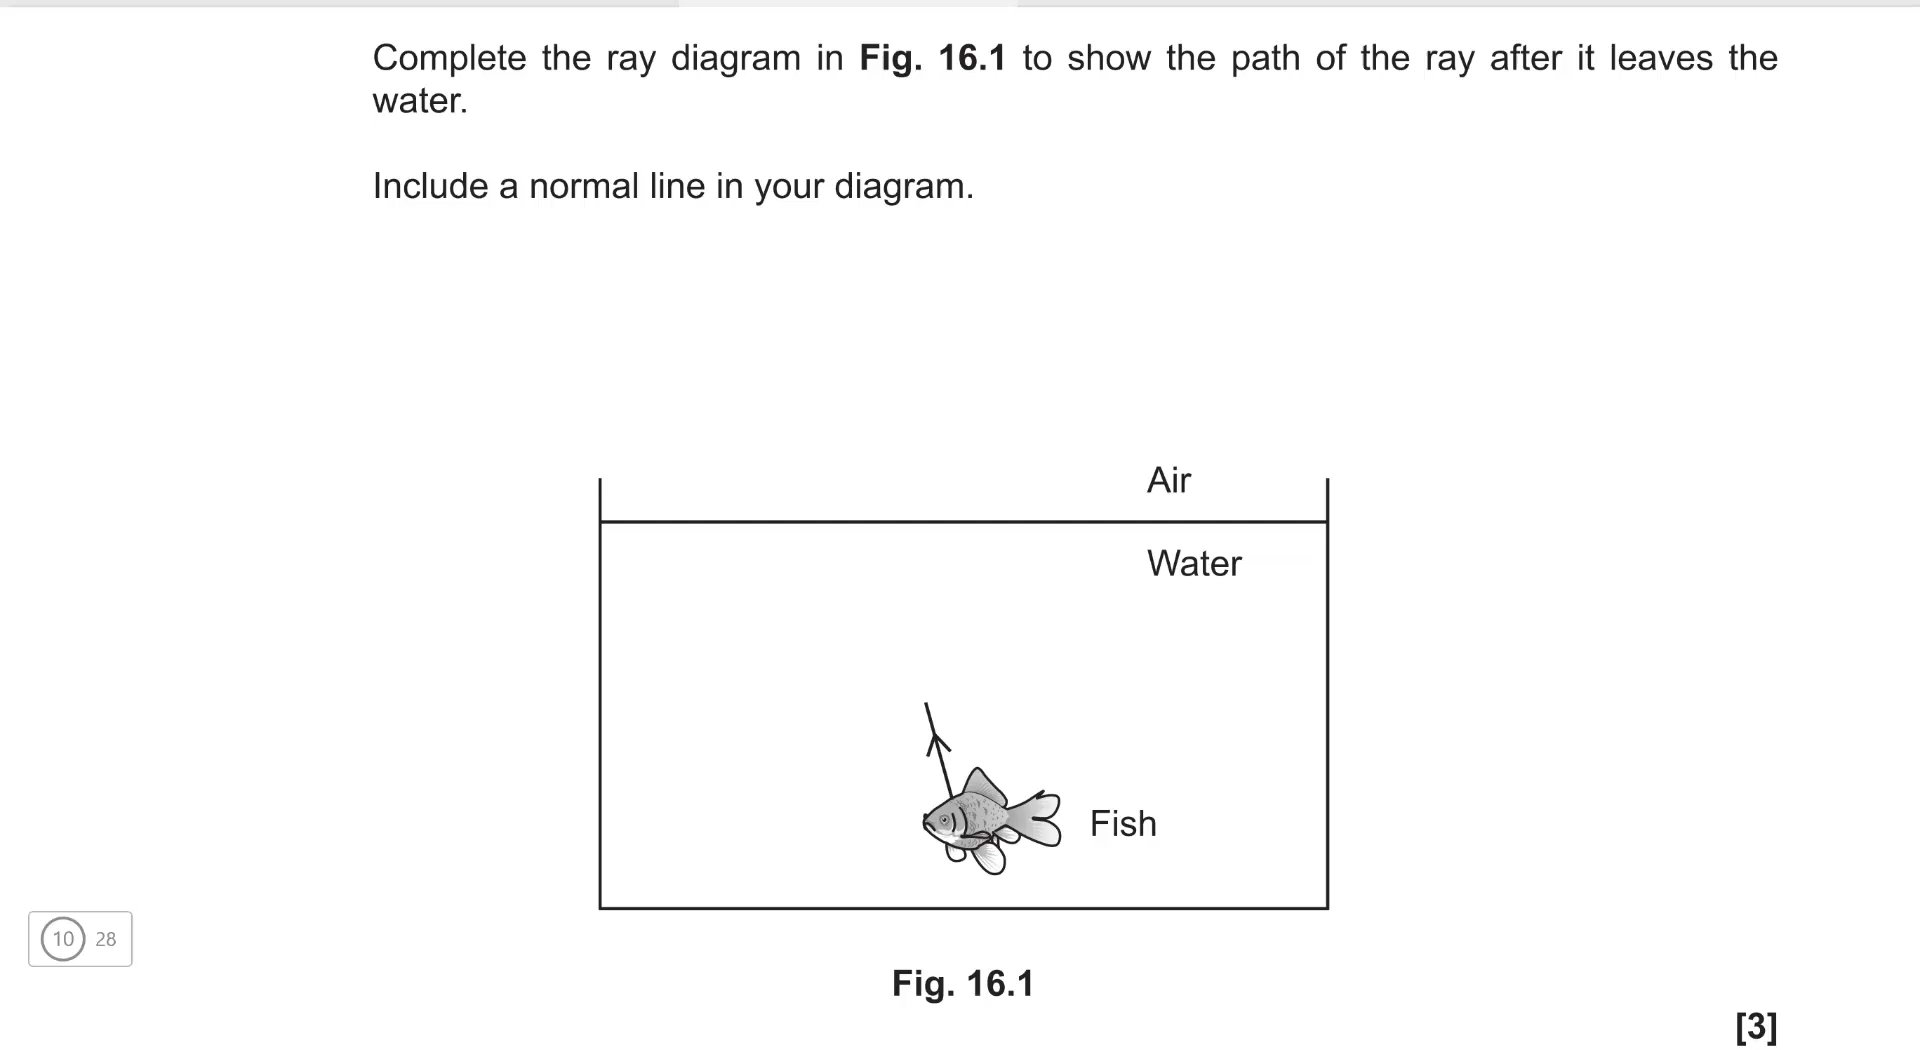 Complete the ray diagram in Fig. 16.1 to show the path of the ray after it leaves the
water.
Include a normal line in your diagram.
Air
Water
Fish
10 28
Fig. 16.1
[3]